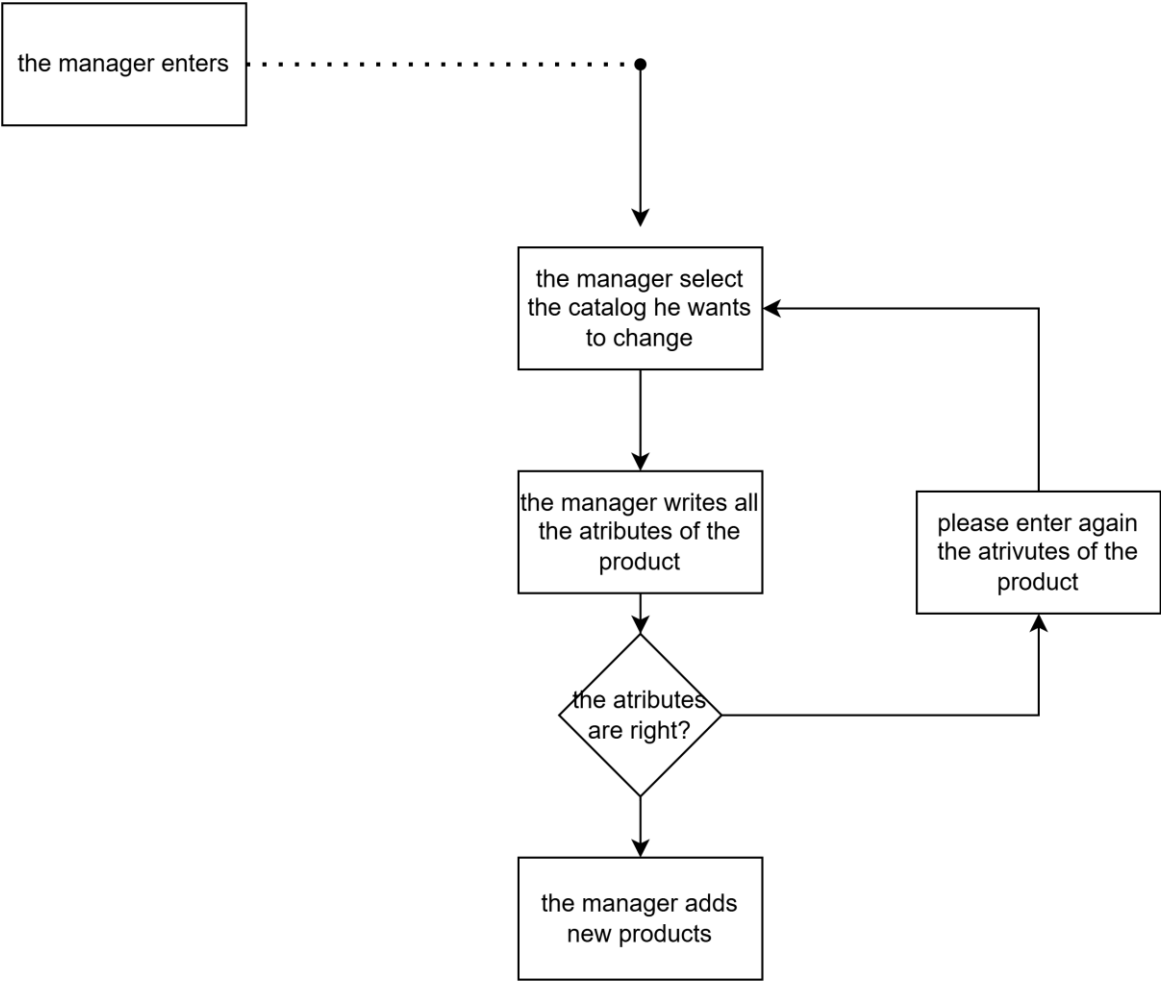 the manager enters
the manager select
the catalog he wants
to change
the manager writes all
the atributes of the
product
please enter again
the atrivutes of the
product
the atributes
are right?
the manager adds
new products